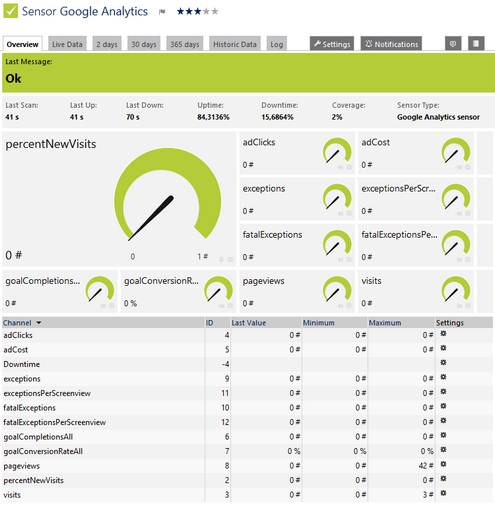 Sensor Google Analytics
Overview Live Data 2 days 30 days 365 days Historic Data Log Settings Notifications
Last Message:
Ok
Last Scan: Last Up: Last Down: Uptime: Downtime: Coverage: Sensor Type:
41 s 41 s 70 s 84,3136% 15,6864% 2% Google Analytics sensor
percentNewVisits
0 #
0 1 #
adClicks
0 #
adCost
0 #
exceptions
0 #
exceptionsPerScr...
0 #
fatalExceptions
0 #
fatalExceptionsPe...
0 #
goalCompletions...
0 #
goalConversionR...
0 %
pageviews
0 #
visits
0 #
Channel ID Last Value Minimum Maximum Settings
adClicks 4 0 # 0 # 0 #
adCost 5 0 # 0 # 0 #
Downtime -4
exceptions 9 0 # 0 # 0 #
exceptionsPerScreenview 11 0 # 0 # 0 #
fatalExceptions 10 0 # 0 # 0 #
fatalExceptionsPerScreenview 12 0 # 0 # 0 #
goalCompletionsAll 6 0 # 0 # 0 #
goalConversionRateAll 7 0 % 0 % 0 %
pageviews 8 0 # 0 # 42 #
percentNewVisits 2 0 # 0 # 0 #
visits 3 0 # 0 # 3 #